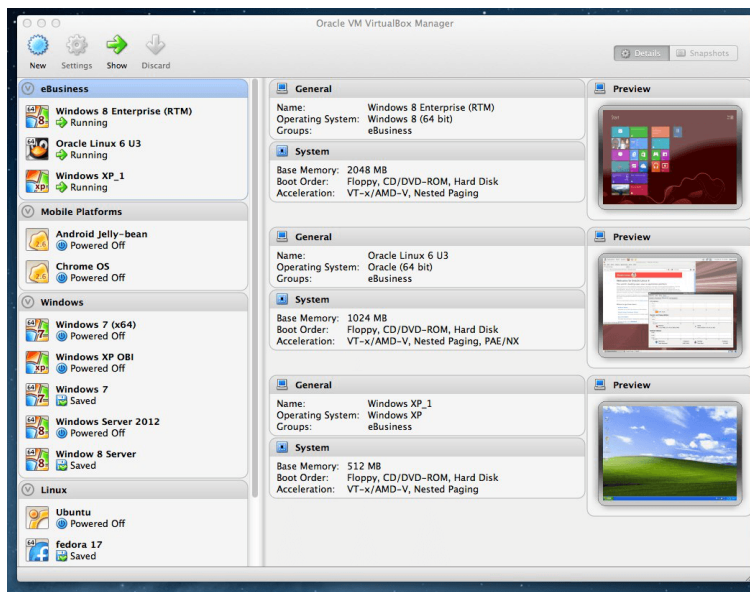 Oracle VM VirtualBox Manager
New Settings Show Discard
Details Snapshots
eBusiness
Windows 8 Enterprise (RTM)
Running
Oracle Linux 6 U3
Running
Windows XP_1
Running
Mobile Platforms
Android Jelly-bean
Powered Off
Chrome OS
Powered Off
Windows
Windows 7 (x64)
Powered Off
Windows XP OBI
Powered Off
Windows 7
Saved
Windows Server 2012
Powered Off
Window 8 Server
Saved
Linux
Ubuntu
Powered Off
fedora 17
Saved
General
Name: Windows 8 Enterprise (RTM)
Operating System: Windows 8 (64 bit)
Groups: eBusiness
System
Base Memory: 2048 MB
Boot Order: Floppy, CD/DVD-ROM, Hard Disk
Acceleration: VT-x/AMD-V, Nested Paging
Preview
Start
General
Name: Oracle Linux 6 U3
Operating System: Oracle (64 bit)
Groups: eBusiness
System
Base Memory: 1024 MB
Boot Order: Floppy, CD/DVD-ROM, Hard Disk
Acceleration: VT-x/AMD-V, Nested Paging, PAE/NX
Preview
General
Name: Windows XP_1
Operating System: Windows XP
Groups: eBusiness
System
Base Memory: 512 MB
Boot Order: Floppy, CD/DVD-ROM, Hard Disk
Acceleration: VT-x/AMD-V, Nested Paging
Preview